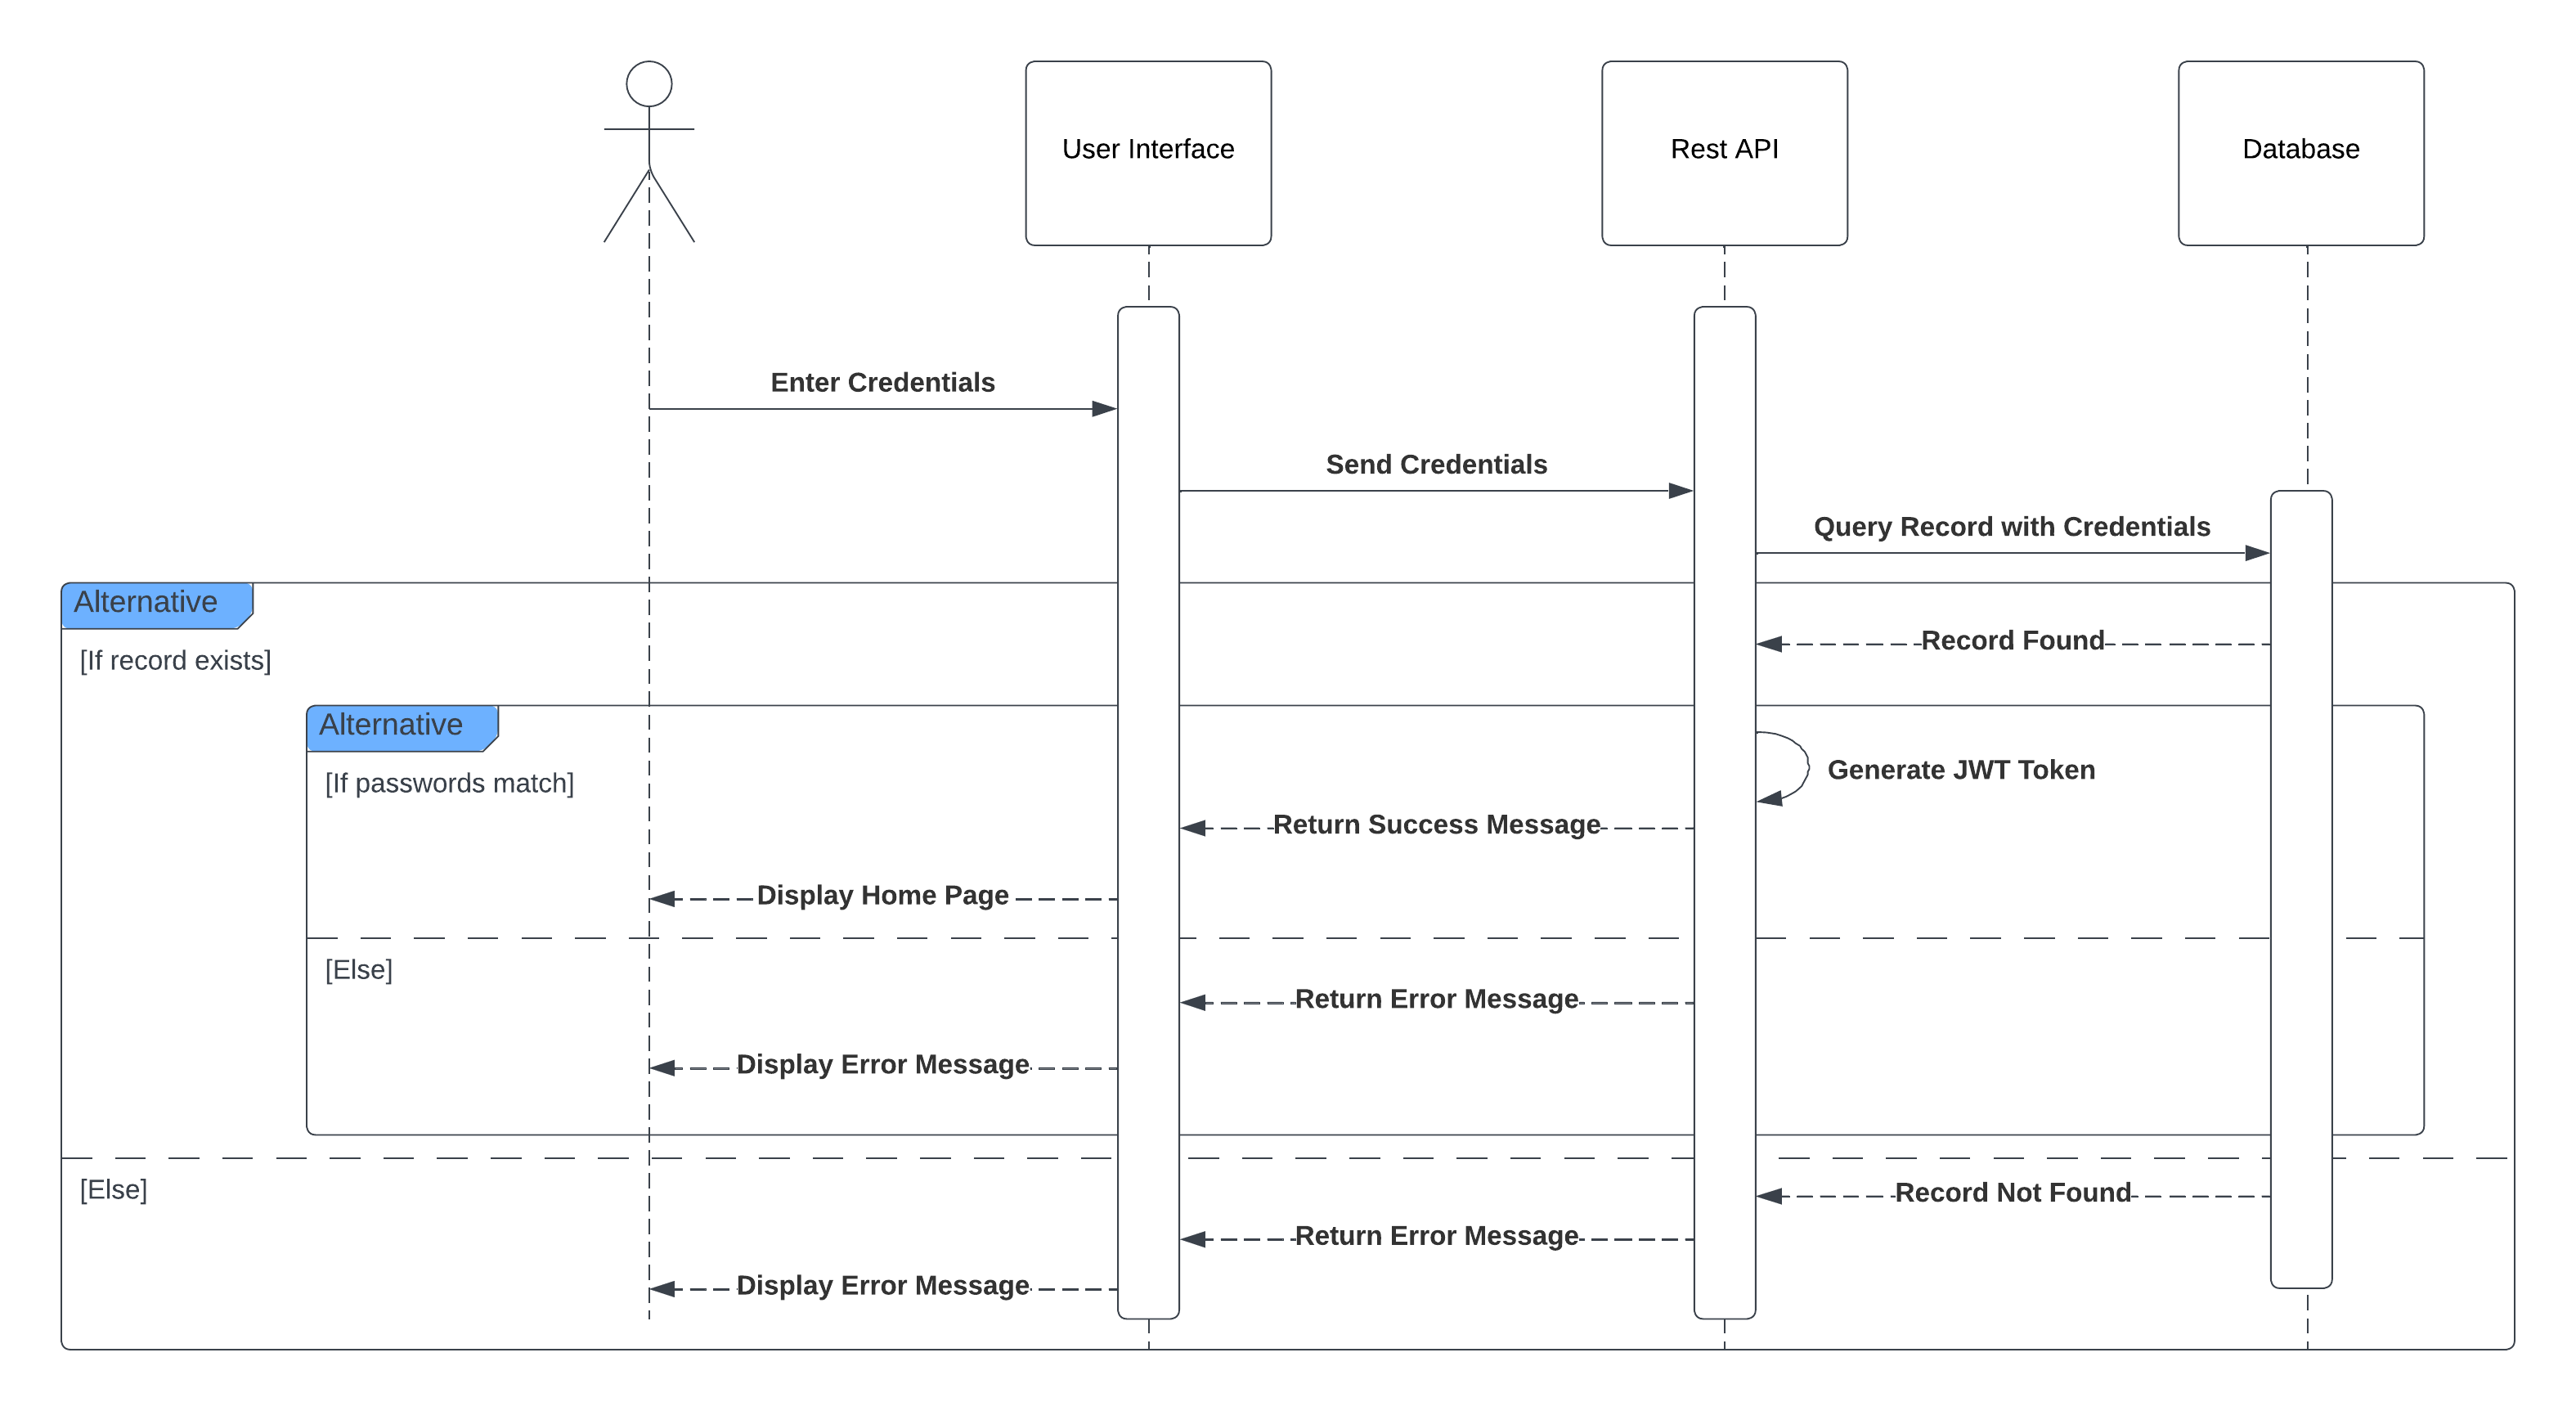 User Interface
Rest API
Database
Enter Credentials
Send Credentials
Query Record with Credentials
Alternative
Record Found
[If record exists]
Alternative
Generate JWT Token
[If passwords match]
Return Success Message
Display Home Page
[Else]
Return Error Message
Display Error Message
[Else]
Record Not Found
Return Error Message
Display Error Message